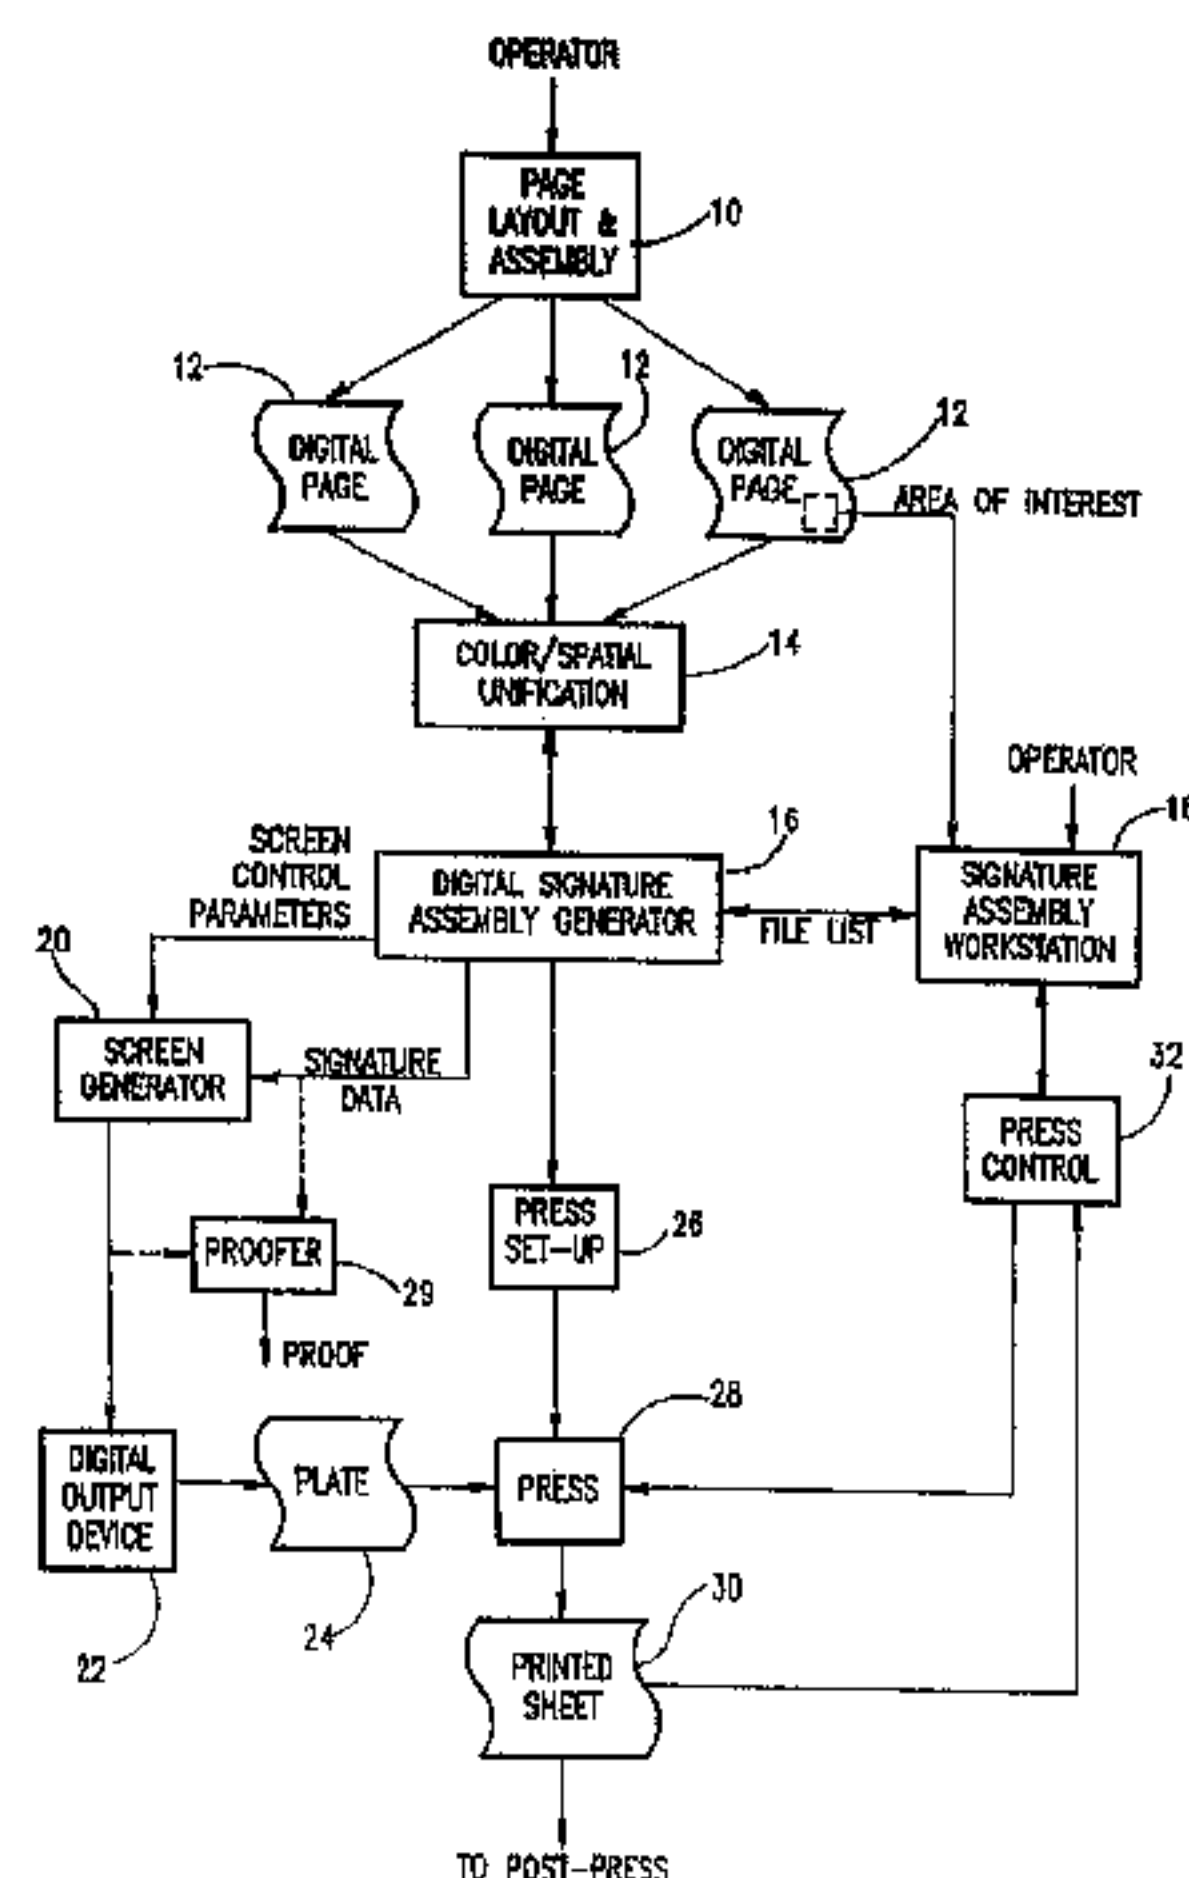 OPERATOR
PAGE
LAYOUT &
ASSEMBLY
10
12
12
12
DIGITAL
PAGE
DIGITAL
PAGE
DIGITAL
PAGE
AREA OF INTEREST
COLOR/SPATIAL
UNIFICATION
14
OPERATOR
16
SCREEN
CONTROL
PARAMETERS
DIGITAL SIGNATURE
ASSEMBLY GENERATOR
FILE LIST
SIGNATURE
ASSEMBLY
WORKSTATION
20
SCREEN
GENERATOR
SIGNATURE
DATA
32
PRESS
CONTROL
PRESS
SET-UP
26
PROOFER
29
PROOF
28
DIGITAL
OUTPUT
DEVICE
PLATE
PRESS
22
24
30
PRINTED
SHEET
TO POST-PRESS